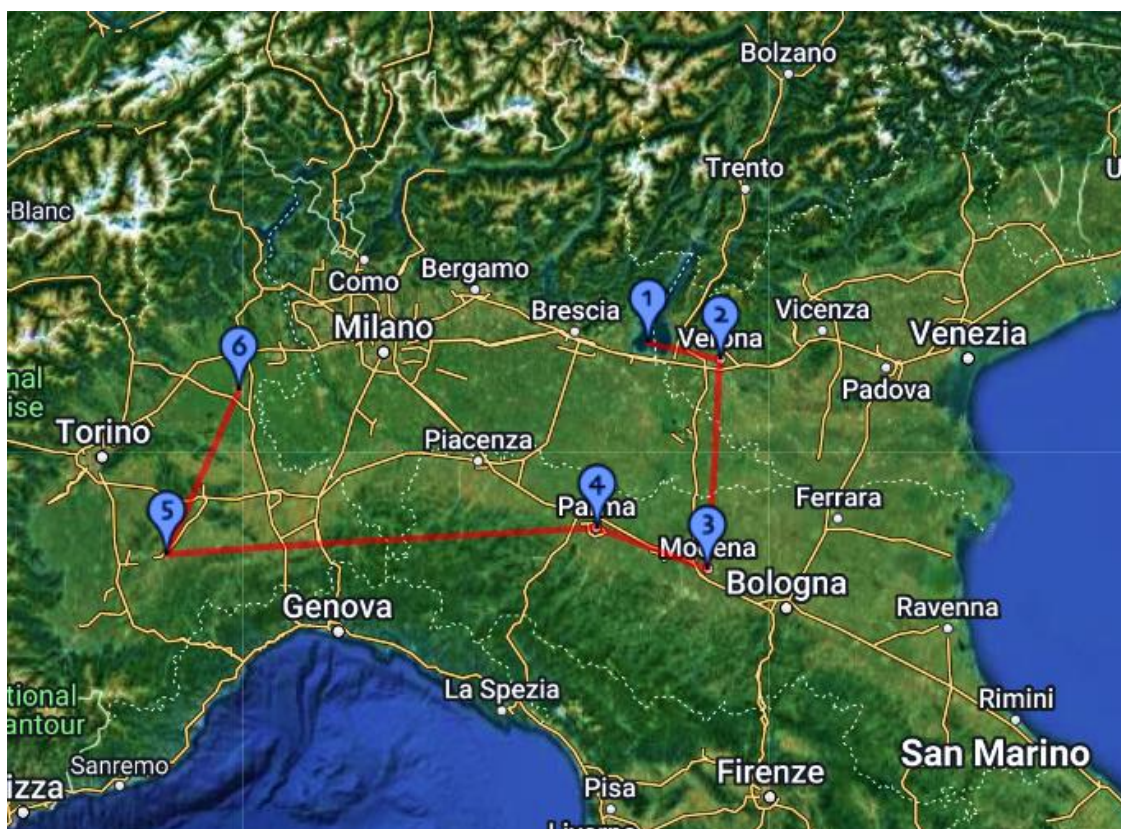 Bolzano
Trento
U
-Blanc
Como
Bergamo
Brescia
1
2
Milano
Verona
Vicenza
Venezia
Padova
6
nal
ise
Torino
Piacenza
5
4
Parma
3
Modena
Ferrara
Bologna
Genova
Ravenna
La Spezia
tional
antour
Rimini
Sanremo
San Marino
izza
Pisa
Firenze
Livorno